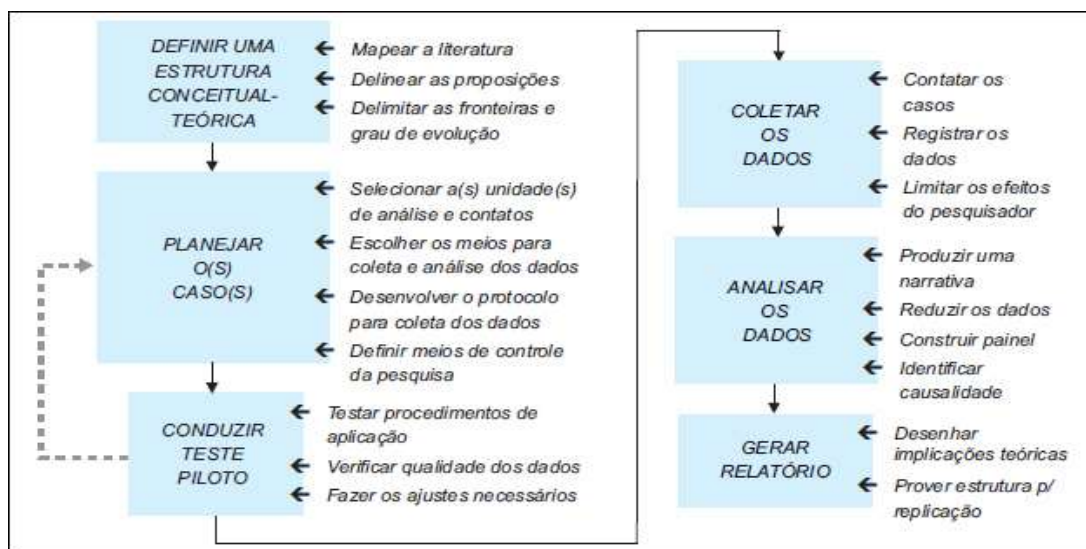 DEFINIR UMA
ESTRUTURA
CONCEITUAL-
TEÓRICA
Mapear a literatura
Delinear as proposições
Delimitar as fronteiras e
grau de evolução
PLANEJAR
O(S)
CASO(S)
Selecionar a(s) unidade(s)
de análise e contatos
Escolher os meios para
coleta e análise dos dados
Desenvolver o protocolo
para coleta dos dados
Definir meios de controle
da pesquisa
CONDUZIR
TESTE
PILOTO
Testar procedimentos de
aplicação
Verificar qualidade dos dados
Fazer os ajustes necessários
COLETAR
OS
DADOS
Contatar os
casos
Registrar os
dados
Limitar os efeitos
do pesquisador
ANALISAR
OS
DADOS
Produzir uma
narrativa
Reduzir os dados
Construir painel
Identificar
causalidade
GERAR
RELATÓRIO
Desenhar
implicações teóricas
Prover estrutura p/
replicação